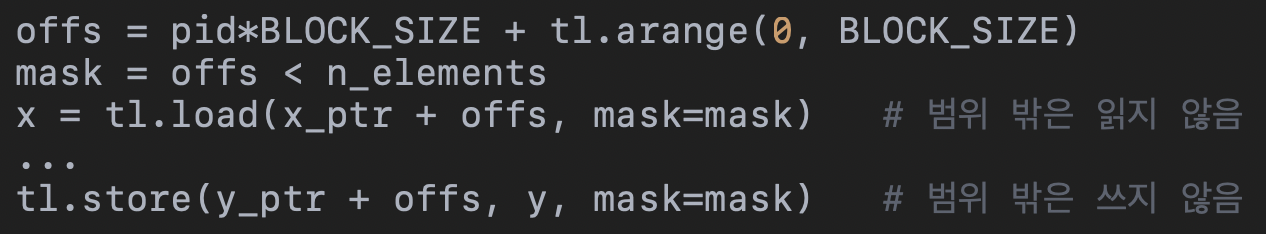 offs = pid*BLOCK_SIZE + tl.arange(0, BLOCK_SIZE)
mask = offs < n_elements
x = tl.load(x_ptr + offs, mask=mask)   # 범위 밖은 읽지 않음
...
tl.store(y_ptr + offs, y, mask=mask)   # 범위 밖은 쓰지 않음